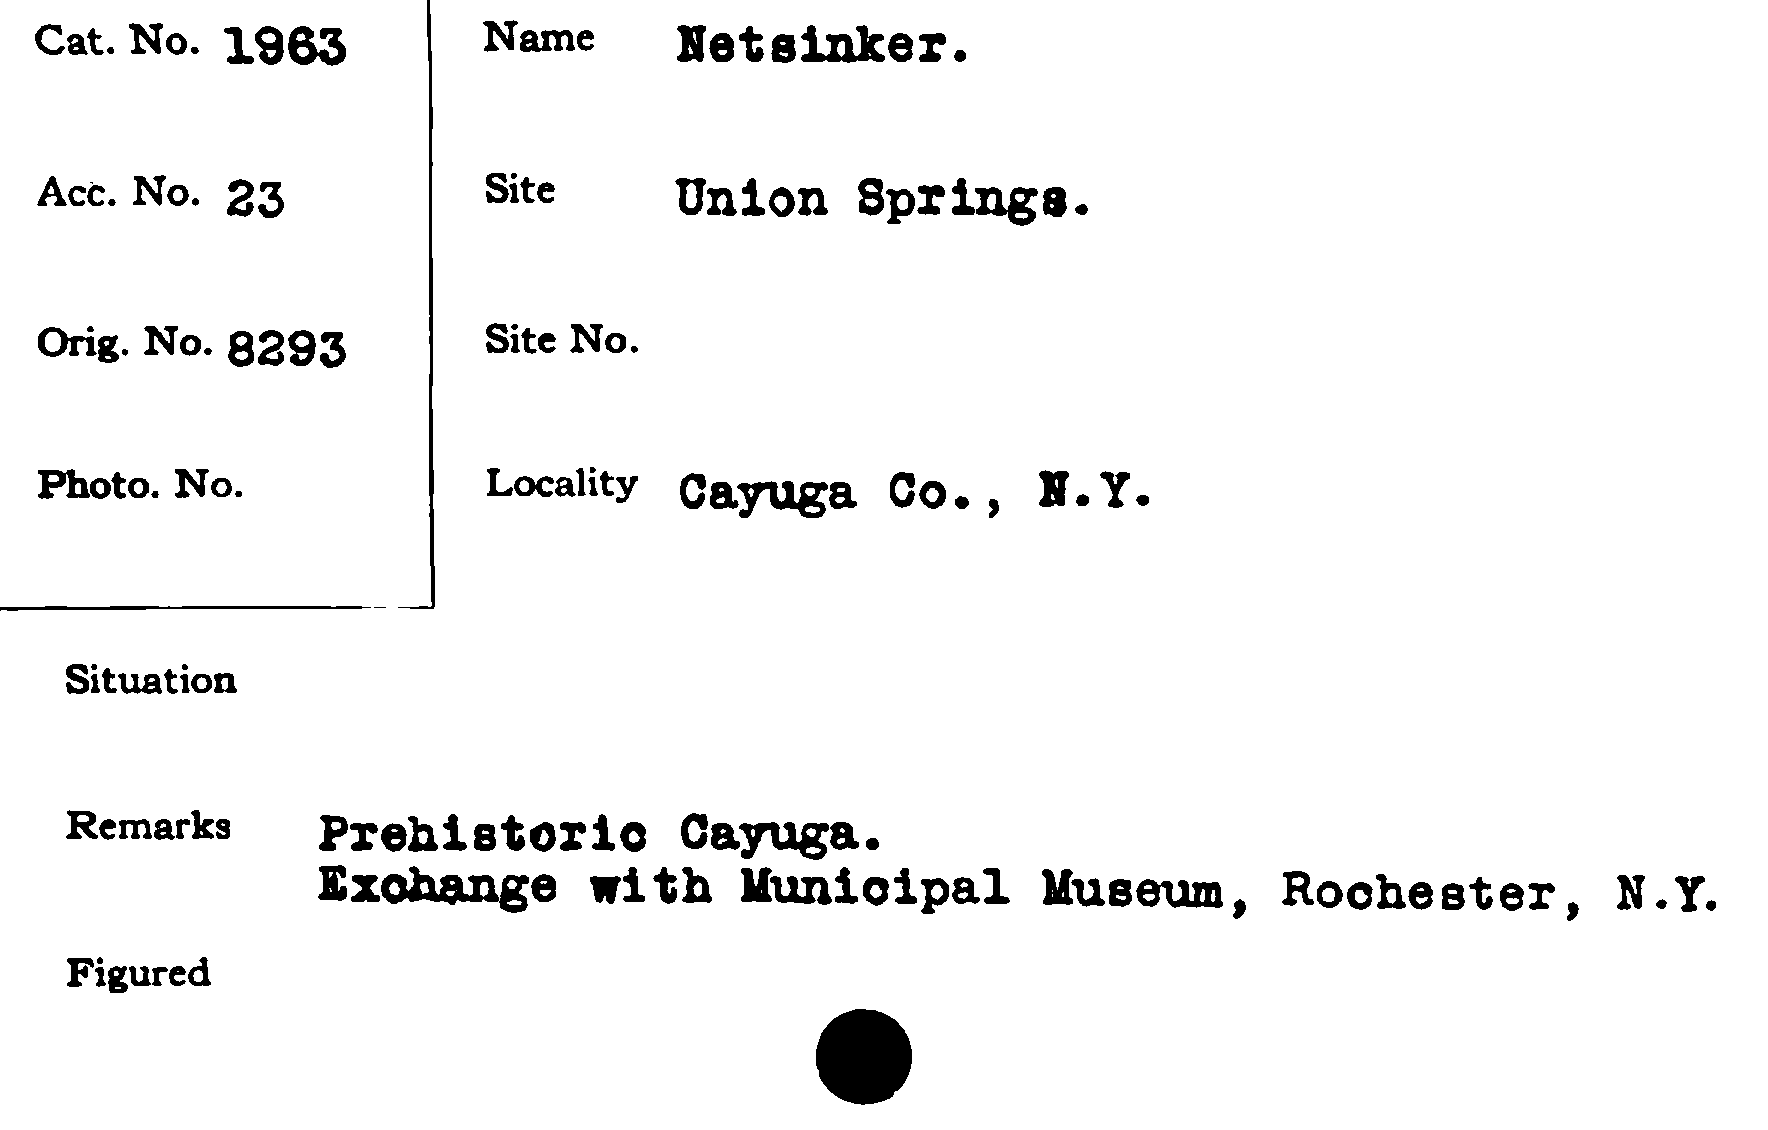 Cat. No. 1963
Acc. No. 23
Orig. No. 8293
Photo. No.
Name Netsinker.
Site Union Springs.
Site No.
Locality Cayuga Co., N.Y.
Situation
Remarks Prehistoric Cayuga.
Exchange with Municipal Museum, Rochester, N.Y.
Figured